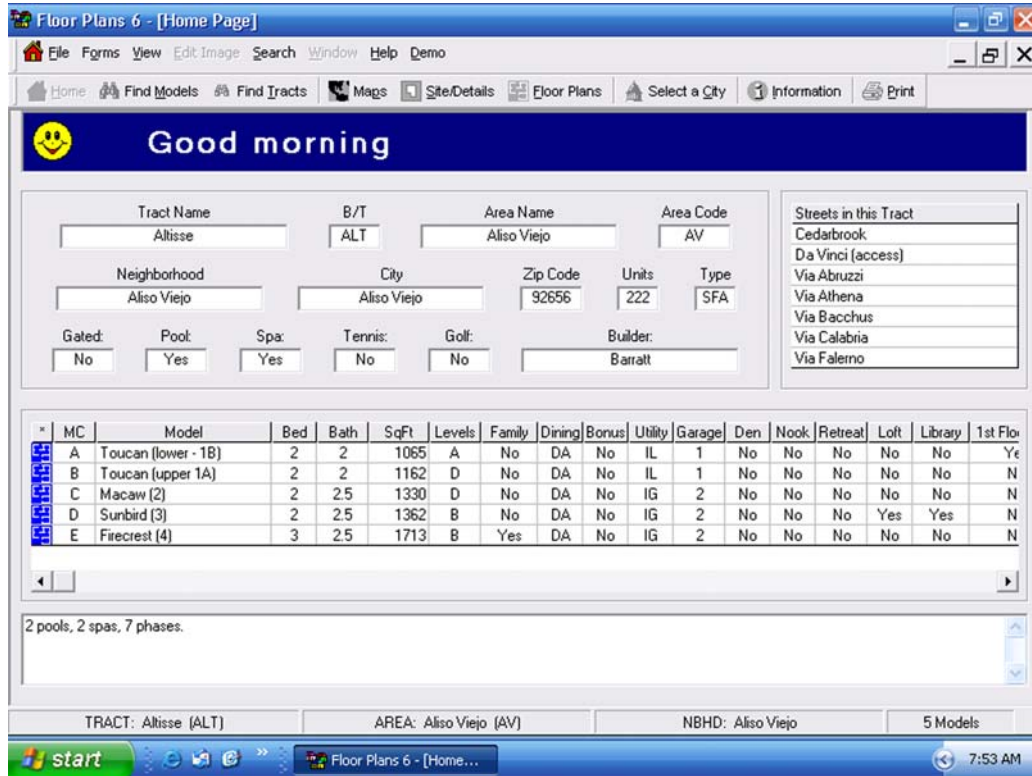 Floor Plans 6 - [Home Page]
File Forms View Edit Image Search Window Help Demo
Home Find Models Find Tracts Maps Site/Details Floor Plans Select a City Information Print
Good morning
Tract Name B/T Area Name Area Code
Altisse ALT Aliso Viejo AV
Neighborhood City Zip Code Units Type
Aliso Viejo Aliso Viejo 92656 222 SFA
Gated: Pool: Spa: Tennis: Golf: Builder:
No Yes Yes No No Barratt
Streets in this Tract
Cedarbrook
Da Vinci (access)
Via Abruzzi
Via Athena
Via Bacchus
Via Calabria
Via Falerno
* MC Model Bed Bath SqFt Levels Family Dining Bonus Utility Garage Den Nook Retreat Loft Library 1st Floo
A Toucan (lower - 1B) 2 2 1065 A No DA No IL 1 No No No No No Ye
B Toucan (upper 1A) 2 2 1162 D No DA No IL 1 No No No No No N
C Macaw (2) 2 2.5 1330 D No DA No IG 2 No No No No No N
D Sunbird (3) 2 2.5 1362 B No DA No IG 2 No No No Yes Yes N
E Firecrest (4) 3 2.5 1713 B Yes DA No IG 2 No No No No No N
2 pools, 2 spas, 7 phases.
TRACT: Altisse (ALT) AREA: Aliso Viejo (AV) NBHD: Aliso Viejo 5 Models
start Floor Plans 6 - [Home... 7:53 AM